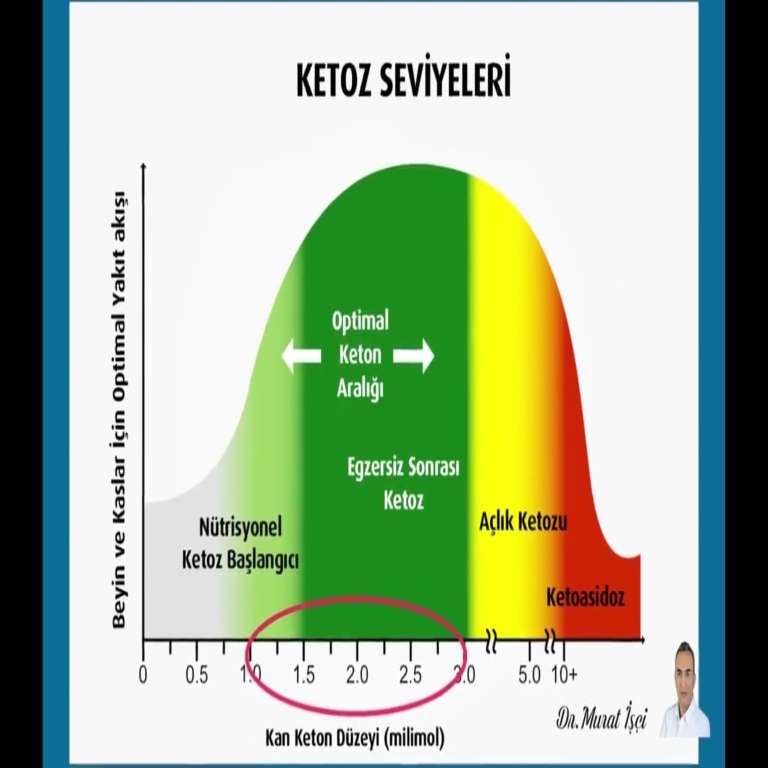 KETOZ SEVİYELERİ
Beyin ve Kaslar İçin Optimal Yakıt akışı
Optimal
Keton
Aralığı
Egzersiz Sonrası
Ketoz
Nütrisyonel
Ketoz Başlangıcı
Açlık Ketozu
Ketoasidoz
0 0.5 1.0 1.5 2.0 2.5 3.0 5.0 10+
Kan Keton Düzeyi (milimol)
Dr. Murat İşçi